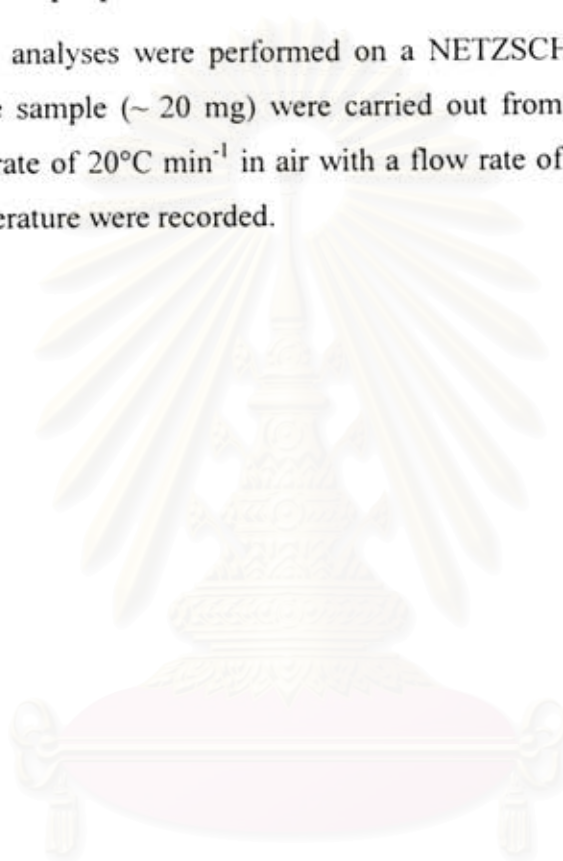 analyses were performed on a NETZSCH
sample (~ 20 mg) were carried out from
rate of 20°C min⁻¹ in air with a flow rate of
erature were recorded.